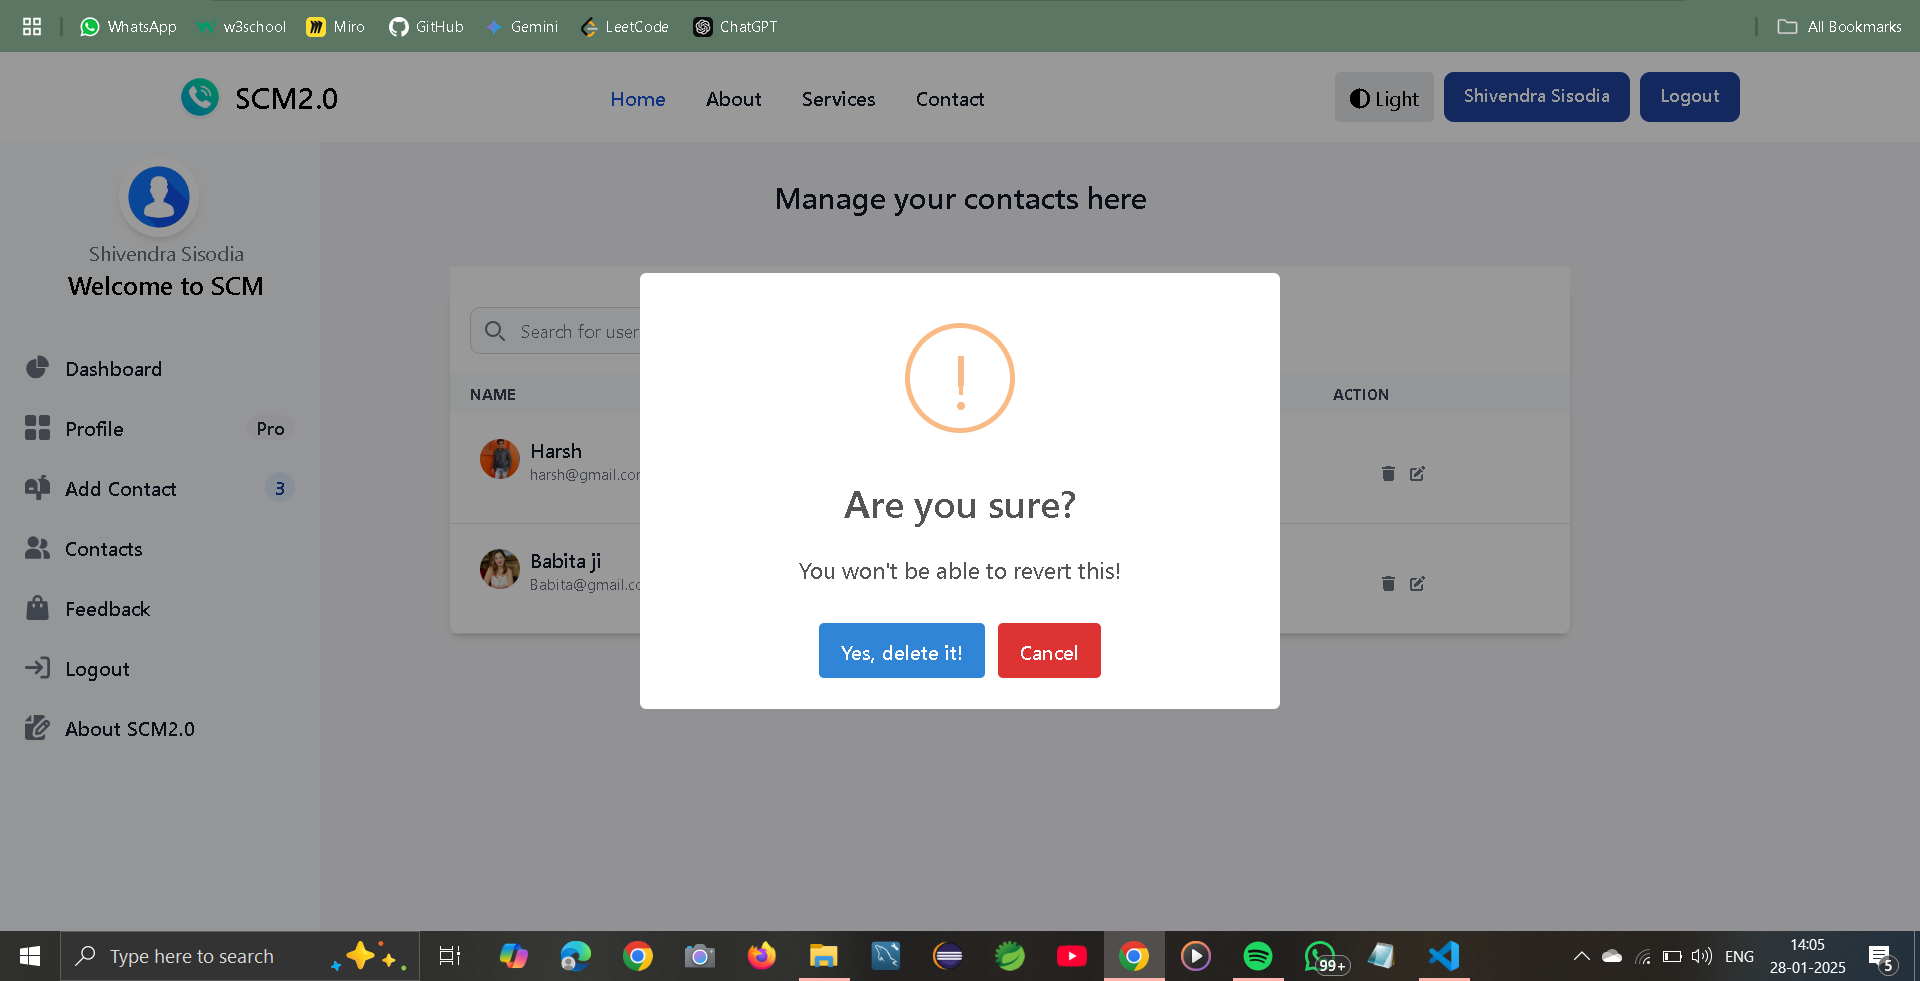 WhatsApp
w3school
Miro
GitHub
Gemini
LeetCode
ChatGPT
All Bookmarks
SCM2.0
Home
About
Services
Contact
Light
Shivendra Sisodia
Logout
Shivendra Sisodia
Welcome to SCM
Dashboard
Profile
Pro
Add Contact
3
Contacts
Feedback
Logout
About SCM2.0
Manage your contacts here
Search for user
NAME
ACTION
Harsh
harsh@gmail.co
Babita ji
Babita@gmail.c
Are you sure?
You won't be able to revert this!
Yes, delete it!
Cancel
Type here to search
99+
ENG
14:05
28-01-2025
5